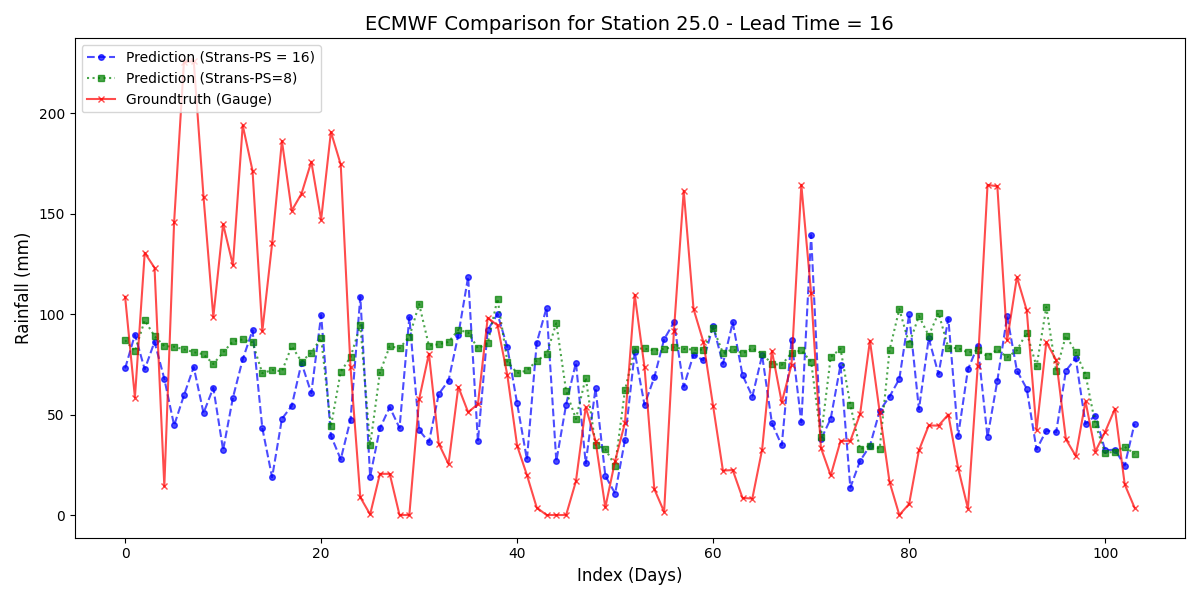 ECMWF Comparison for Station 25.0 - Lead Time = 16
Prediction (Strans-PS = 16)
Prediction (Strans-PS=8)
Groundtruth (Gauge)
Rainfall (mm)
200
150
100
50
0
0 20 40 60 80 100
Index (Days)